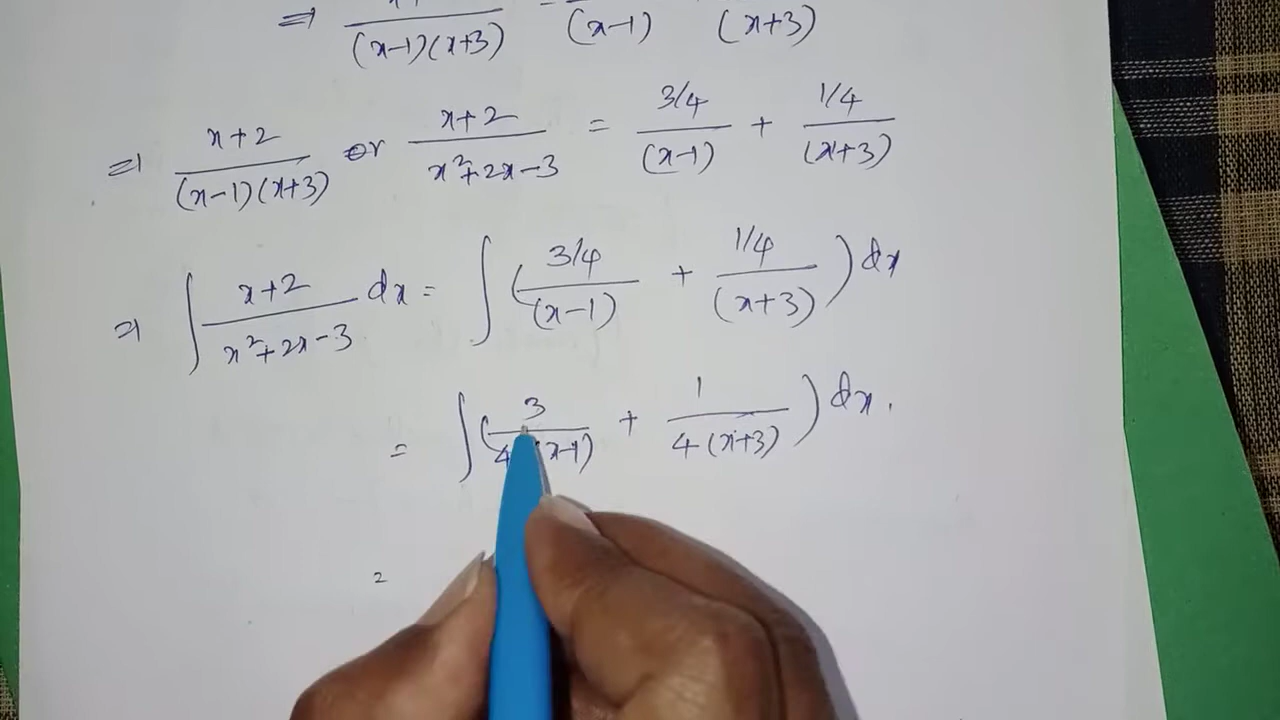 ⇒ (x-1)(x+3) (x-1) (x+3)
⇒ x+2/(x-1)(x+3) or x+2/x²+2x-3 = 3/4/(x-1) + 1/4/(x+3)
⇒ ∫ x+2/x²+2x-3 dx = ∫ (3/4/(x-1) + 1/4/(x+3)) dx
= ∫ (3/4(x-1) + 1/4(x+3)) dx.
2